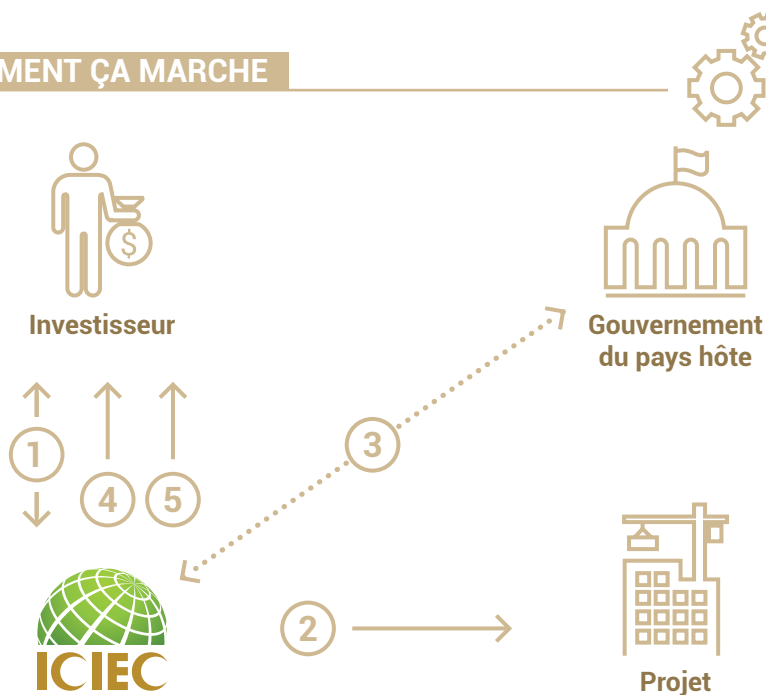 MENT ÇA MARCHE
$
Investisseur
Gouvernement
du pays hôte
1
4
5
3
ICIEC
2
Projet